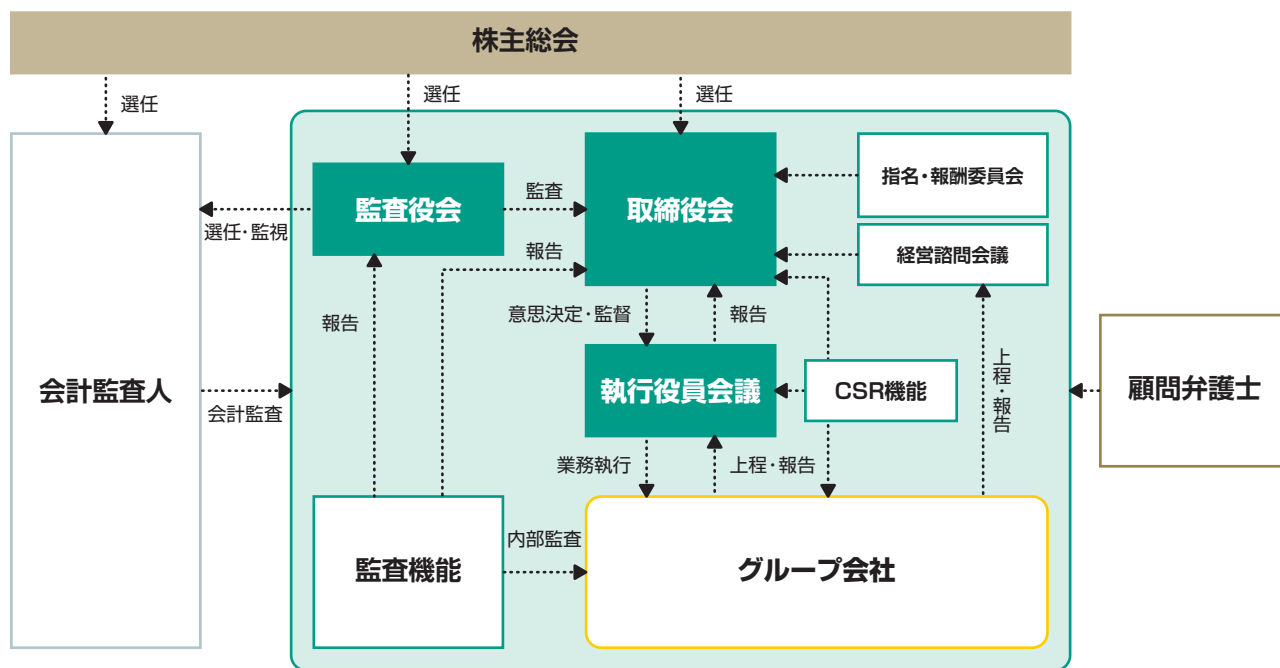 株主総会
選任
選任
選任
監査役会
監査
取締役会
指名・報酬委員会
選任・監視
報告
経営諮問会議
報告
意思決定・監督
報告
会計監査人
会計監査
執行役員会議
CSR機能
上程・報告
顧問弁護士
業務執行
上程・報告
監査機能
内部監査
グループ会社